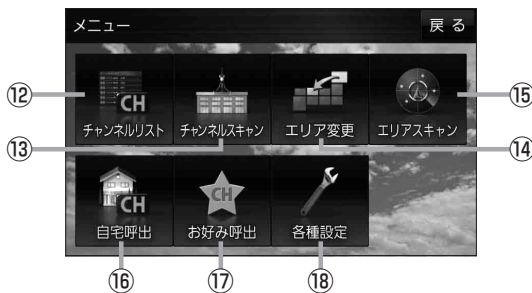 メニュー 戻る
⑫ CH CH ⑮
チャンネルリスト チャンネルスキャン エリア変更 エリアスキャン
⑬ ⑭
CH CH
自宅呼出 お好み呼出 各種設定
⑯ ⑰ ⑱